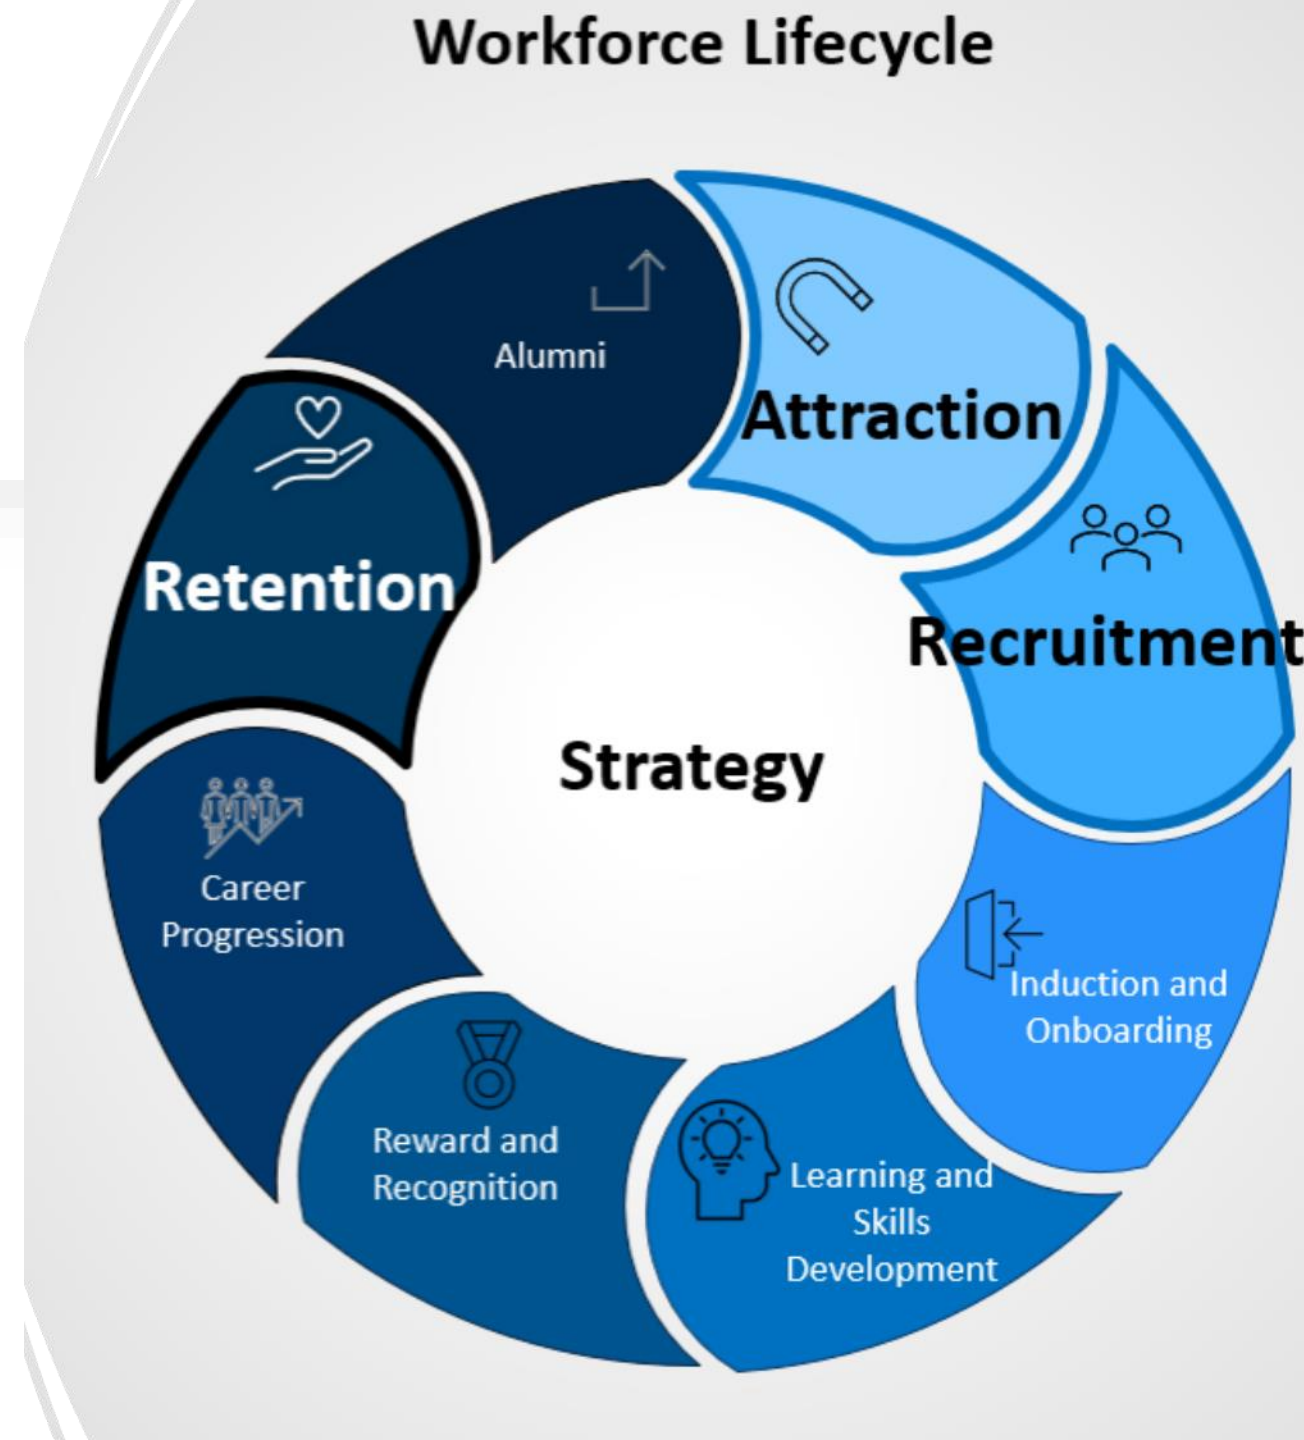 Workforce Lifecycle
Alumni
Attraction
Recruitment
Retention
Strategy
Career
Progression
Induction and
Onboarding
Reward and
Recognition
Learning and
Skills
Development